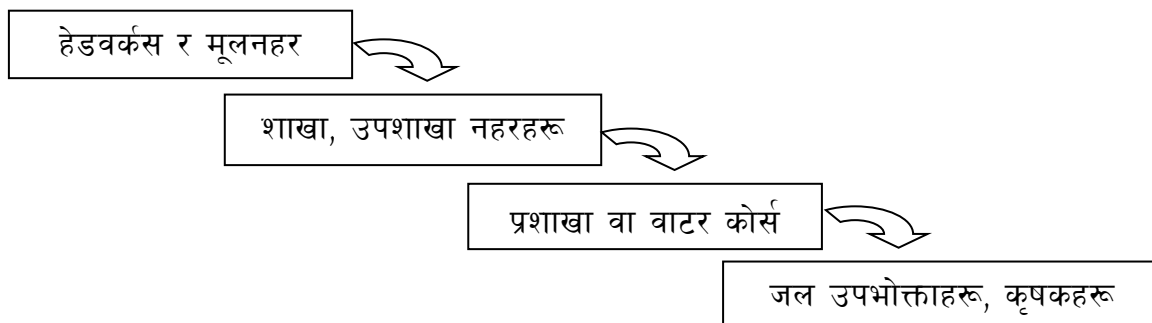 हेडवर्कस र मूलनहर
शाखा, उपशाखा नहरहरू
प्रशाखा वा वाटर कोर्स
जल उपभोक्ताहरू, कृषकहरू